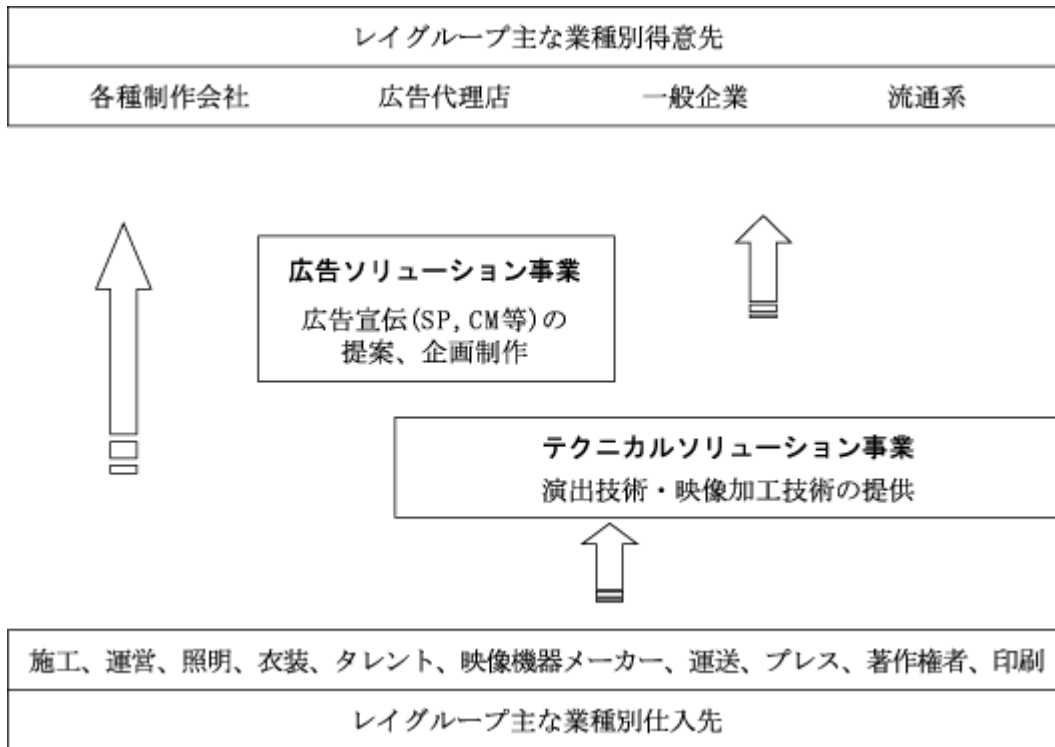 レイグループ主な業種別得意先
各種制作会社 広告代理店 一般企業 流通系
広告ソリューション事業
広告宣伝(SP,CM等)の
提案、企画制作
テクニカルソリューション事業
演出技術・映像加工技術の提供
施工、運営、照明、衣装、タレント、映像機器メーカー、運送、プレス、著作権者、印刷
レイグループ主な業種別仕入先